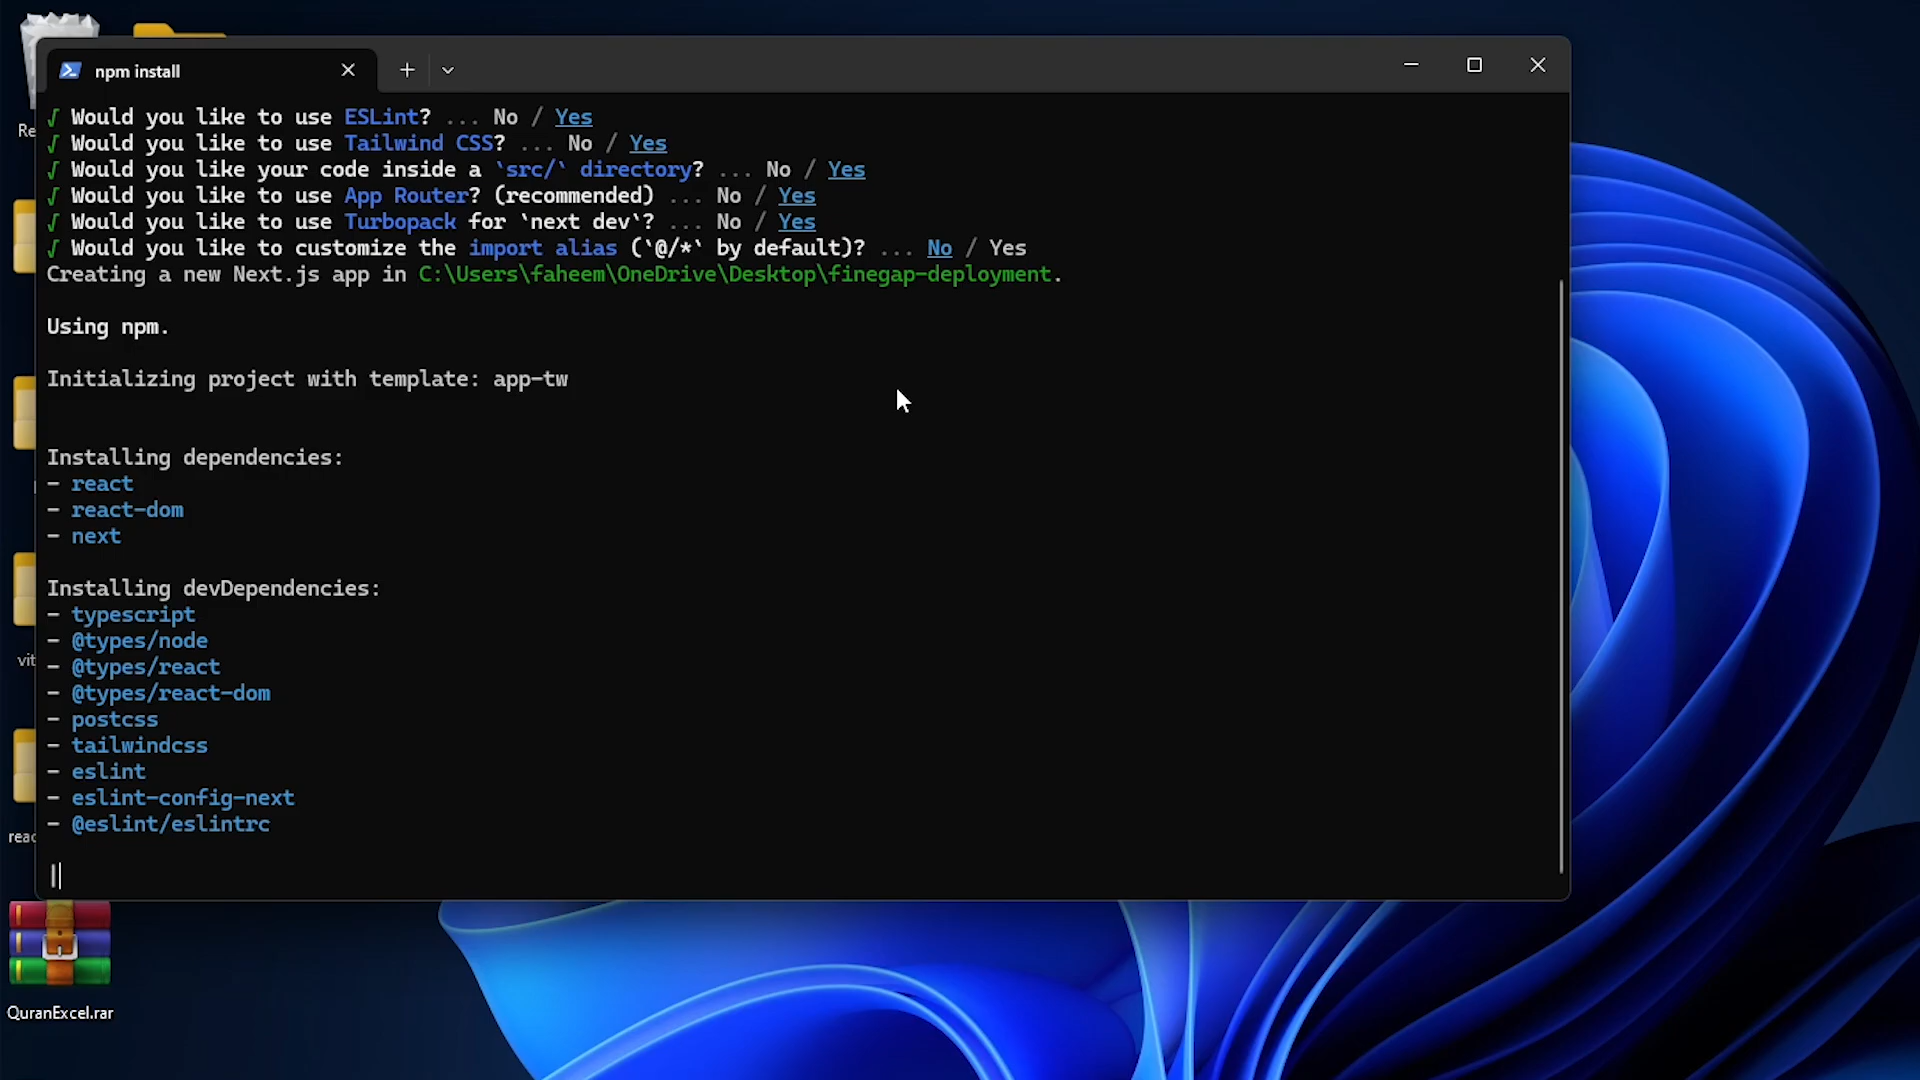 npm install
√ Would you like to use ESLint? ... No / Yes
√ Would you like to use Tailwind CSS? ... No / Yes
√ Would you like your code inside a `src/` directory? ... No / Yes
√ Would you like to use App Router? (recommended) ... No / Yes
√ Would you like to use Turbopack for `next dev`? ... No / Yes
√ Would you like to customize the import alias (`@/*` by default)? ... No / Yes
Creating a new Next.js app in C:\Users\faheem\OneDrive\Desktop\finegap-deployment.
Using npm.
Initializing project with template: app-tw
Installing dependencies:
- react
- react-dom
- next
Installing devDependencies:
- typescript
- @types/node
- @types/react
- @types/react-dom
- postcss
- tailwindcss
- eslint
- eslint-config-next
- @eslint/eslintrc
|
Re
vit
reac
QuranExcel.rar